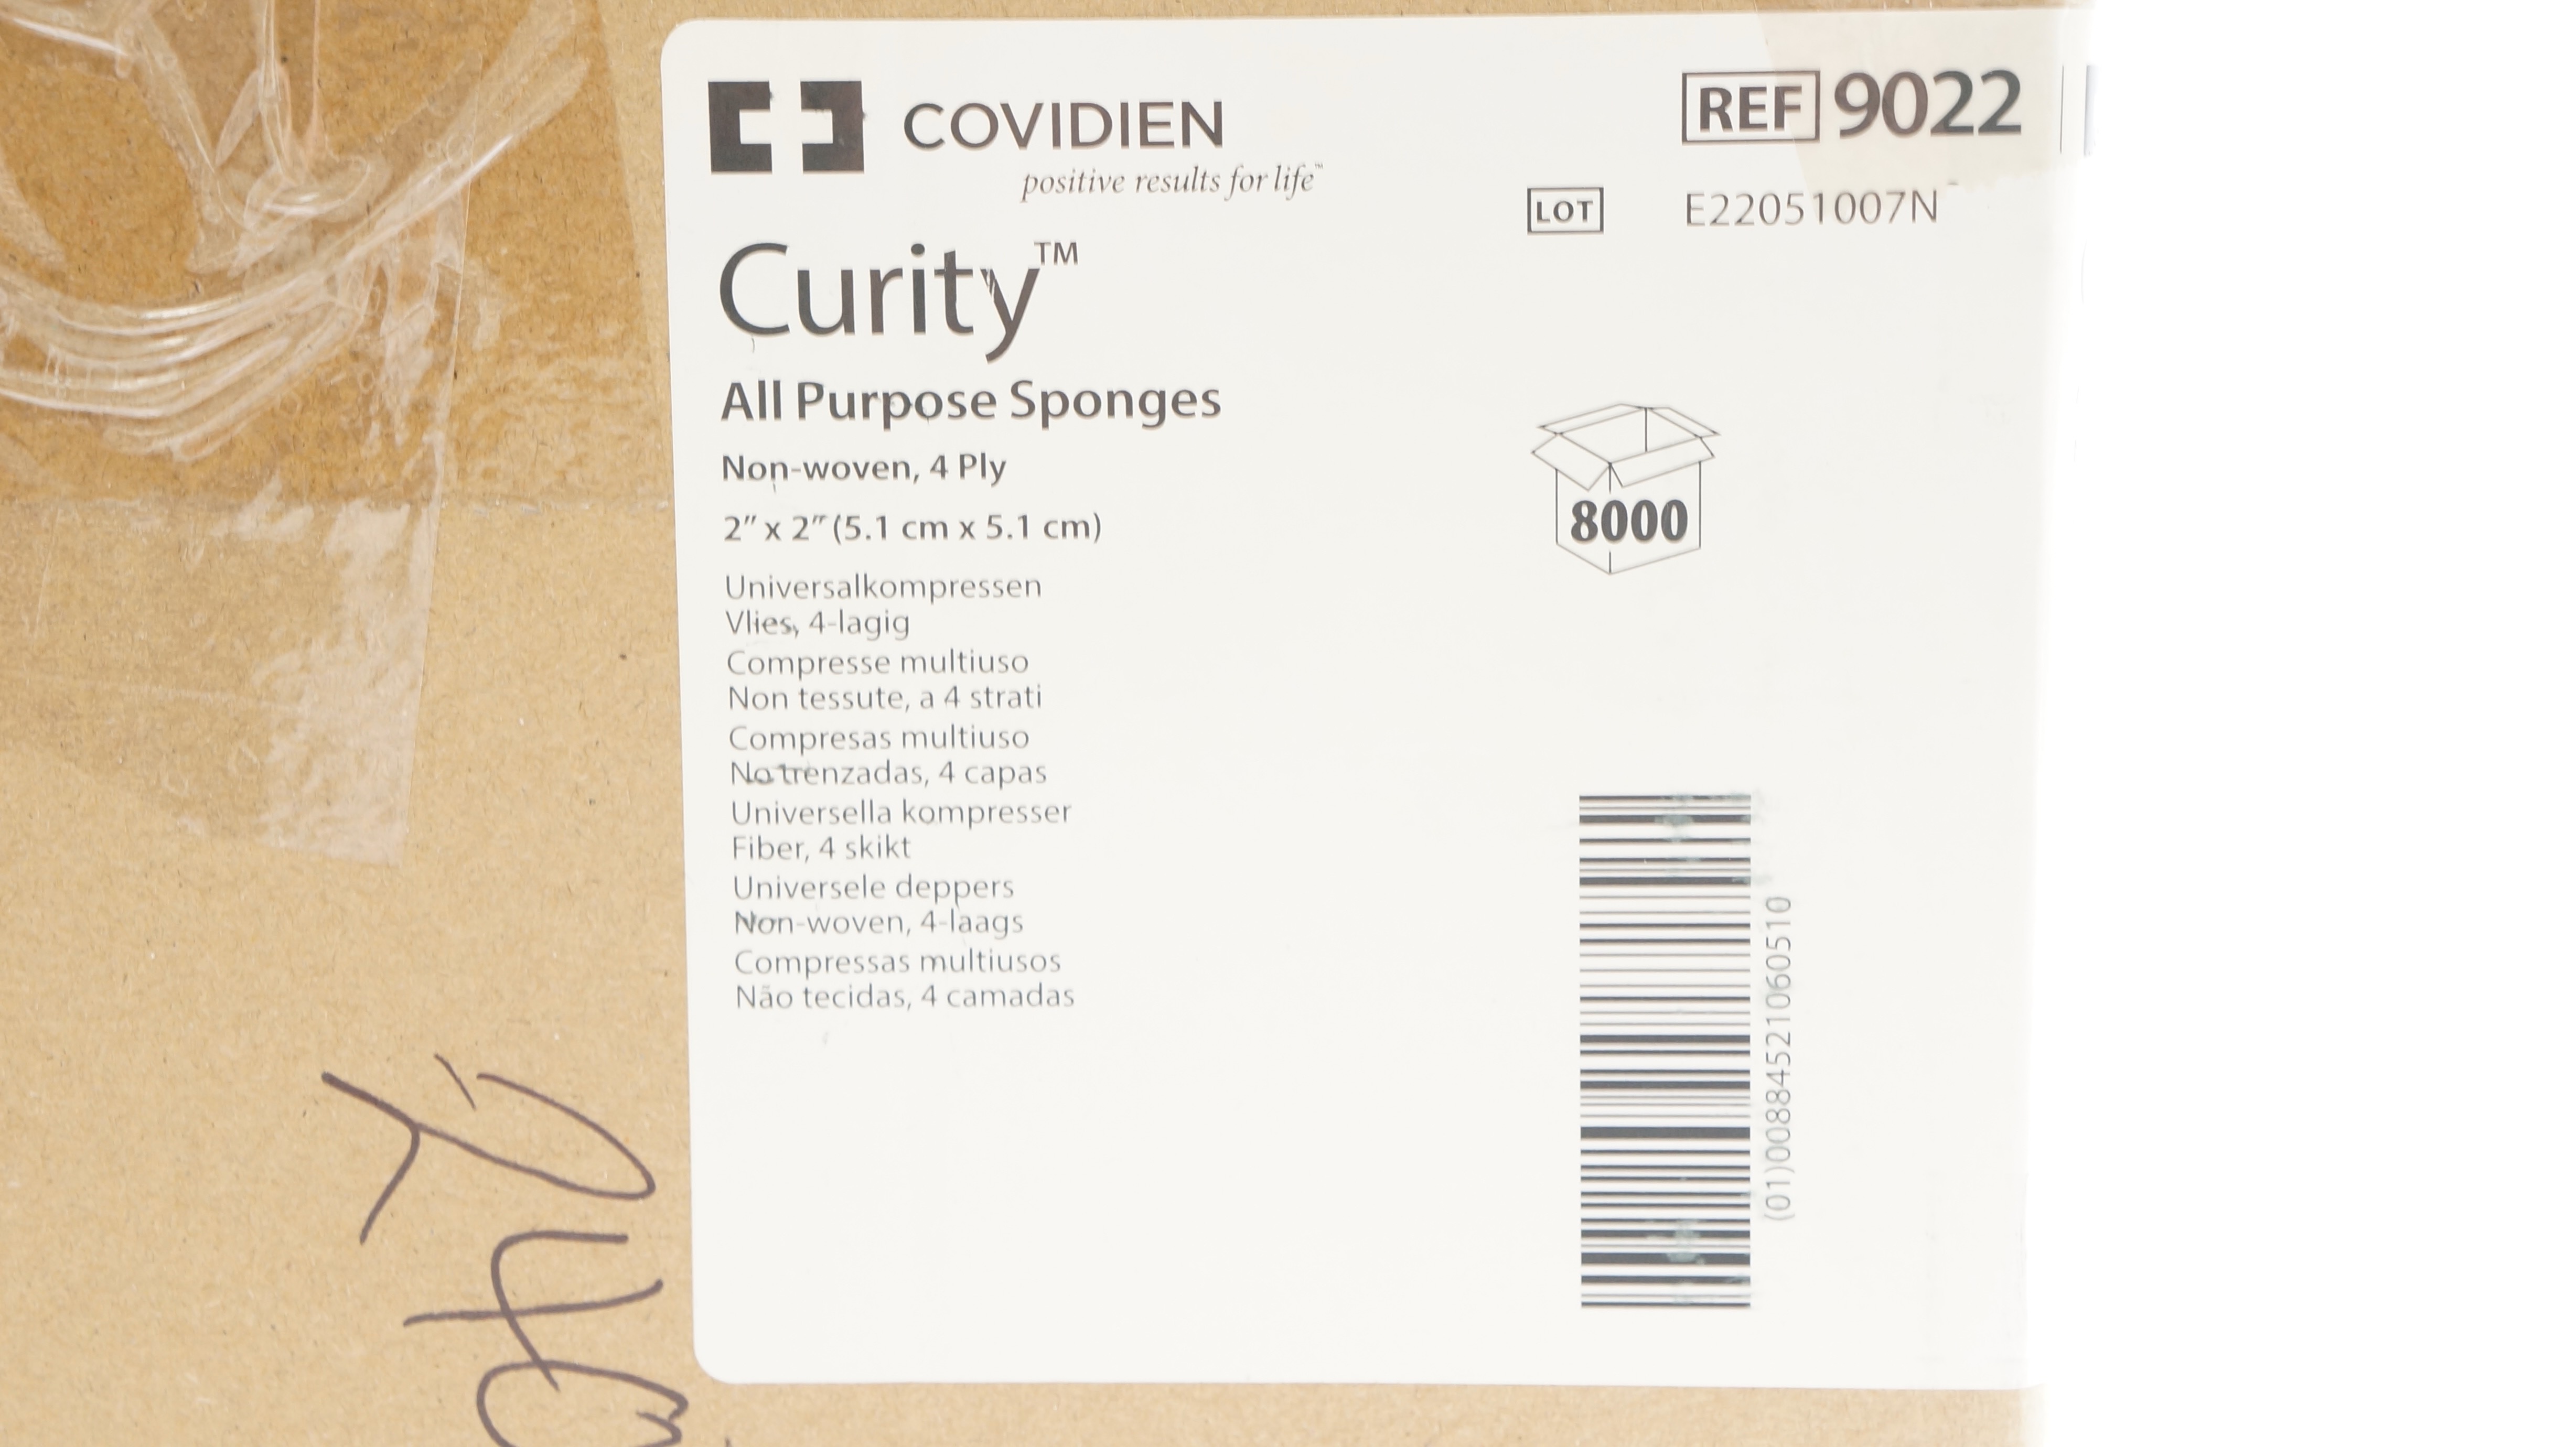 COVIDIEN
positive results for life™
REF 9022
LOT E22051007N
Curity™
All Purpose Sponges
Non-woven, 4 Ply
2" x 2" (5.1 cm x 5.1 cm)
8000
Universalkompressen
Vlies, 4-lagig
Compresse multiuso
Non tessute, a 4 strati
Compresas multiuso
No trenzadas, 4 capas
Universella kompresser
Fiber, 4 skikt
Universele deppers
Non-woven, 4-laags
Compressas multiusos
Não tecidas, 4 camadas
(01)00884521060510